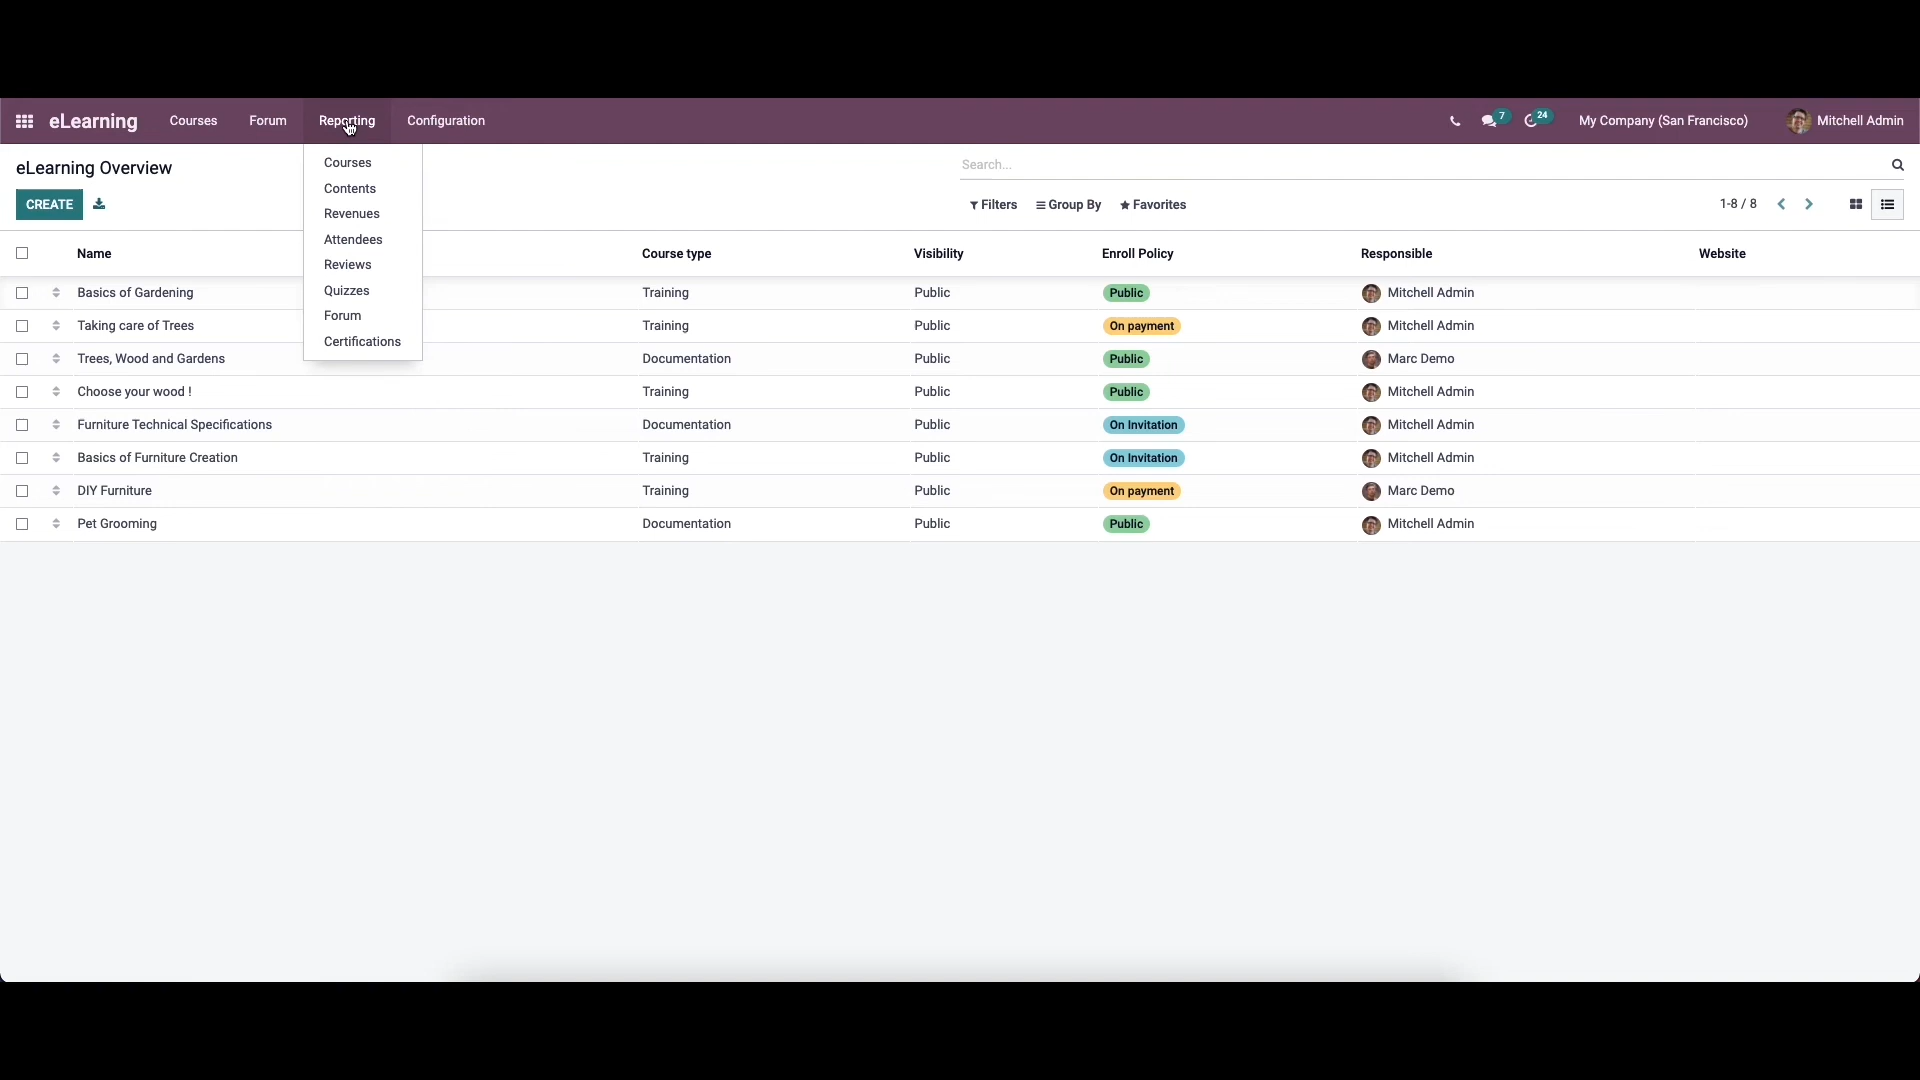 eLearning Courses Forum Reporting Configuration 7 24 My Company (San Francisco) Mitchell Admin
eLearning Overview Search...
CREATE Filters Group By Favorites 1-8 / 8
Courses
Contents
Revenues
Attendees
Reviews
Quizzes
Forum
Certifications
Name Course type Visibility Enroll Policy Responsible Website
Basics of Gardening Training Public Public Mitchell Admin
Taking care of Trees Training Public On payment Mitchell Admin
Trees, Wood and Gardens Documentation Public Public Marc Demo
Choose your wood ! Training Public Public Mitchell Admin
Furniture Technical Specifications Documentation Public On Invitation Mitchell Admin
Basics of Furniture Creation Training Public On Invitation Mitchell Admin
DIY Furniture Training Public On payment Marc Demo
Pet Grooming Documentation Public Public Mitchell Admin